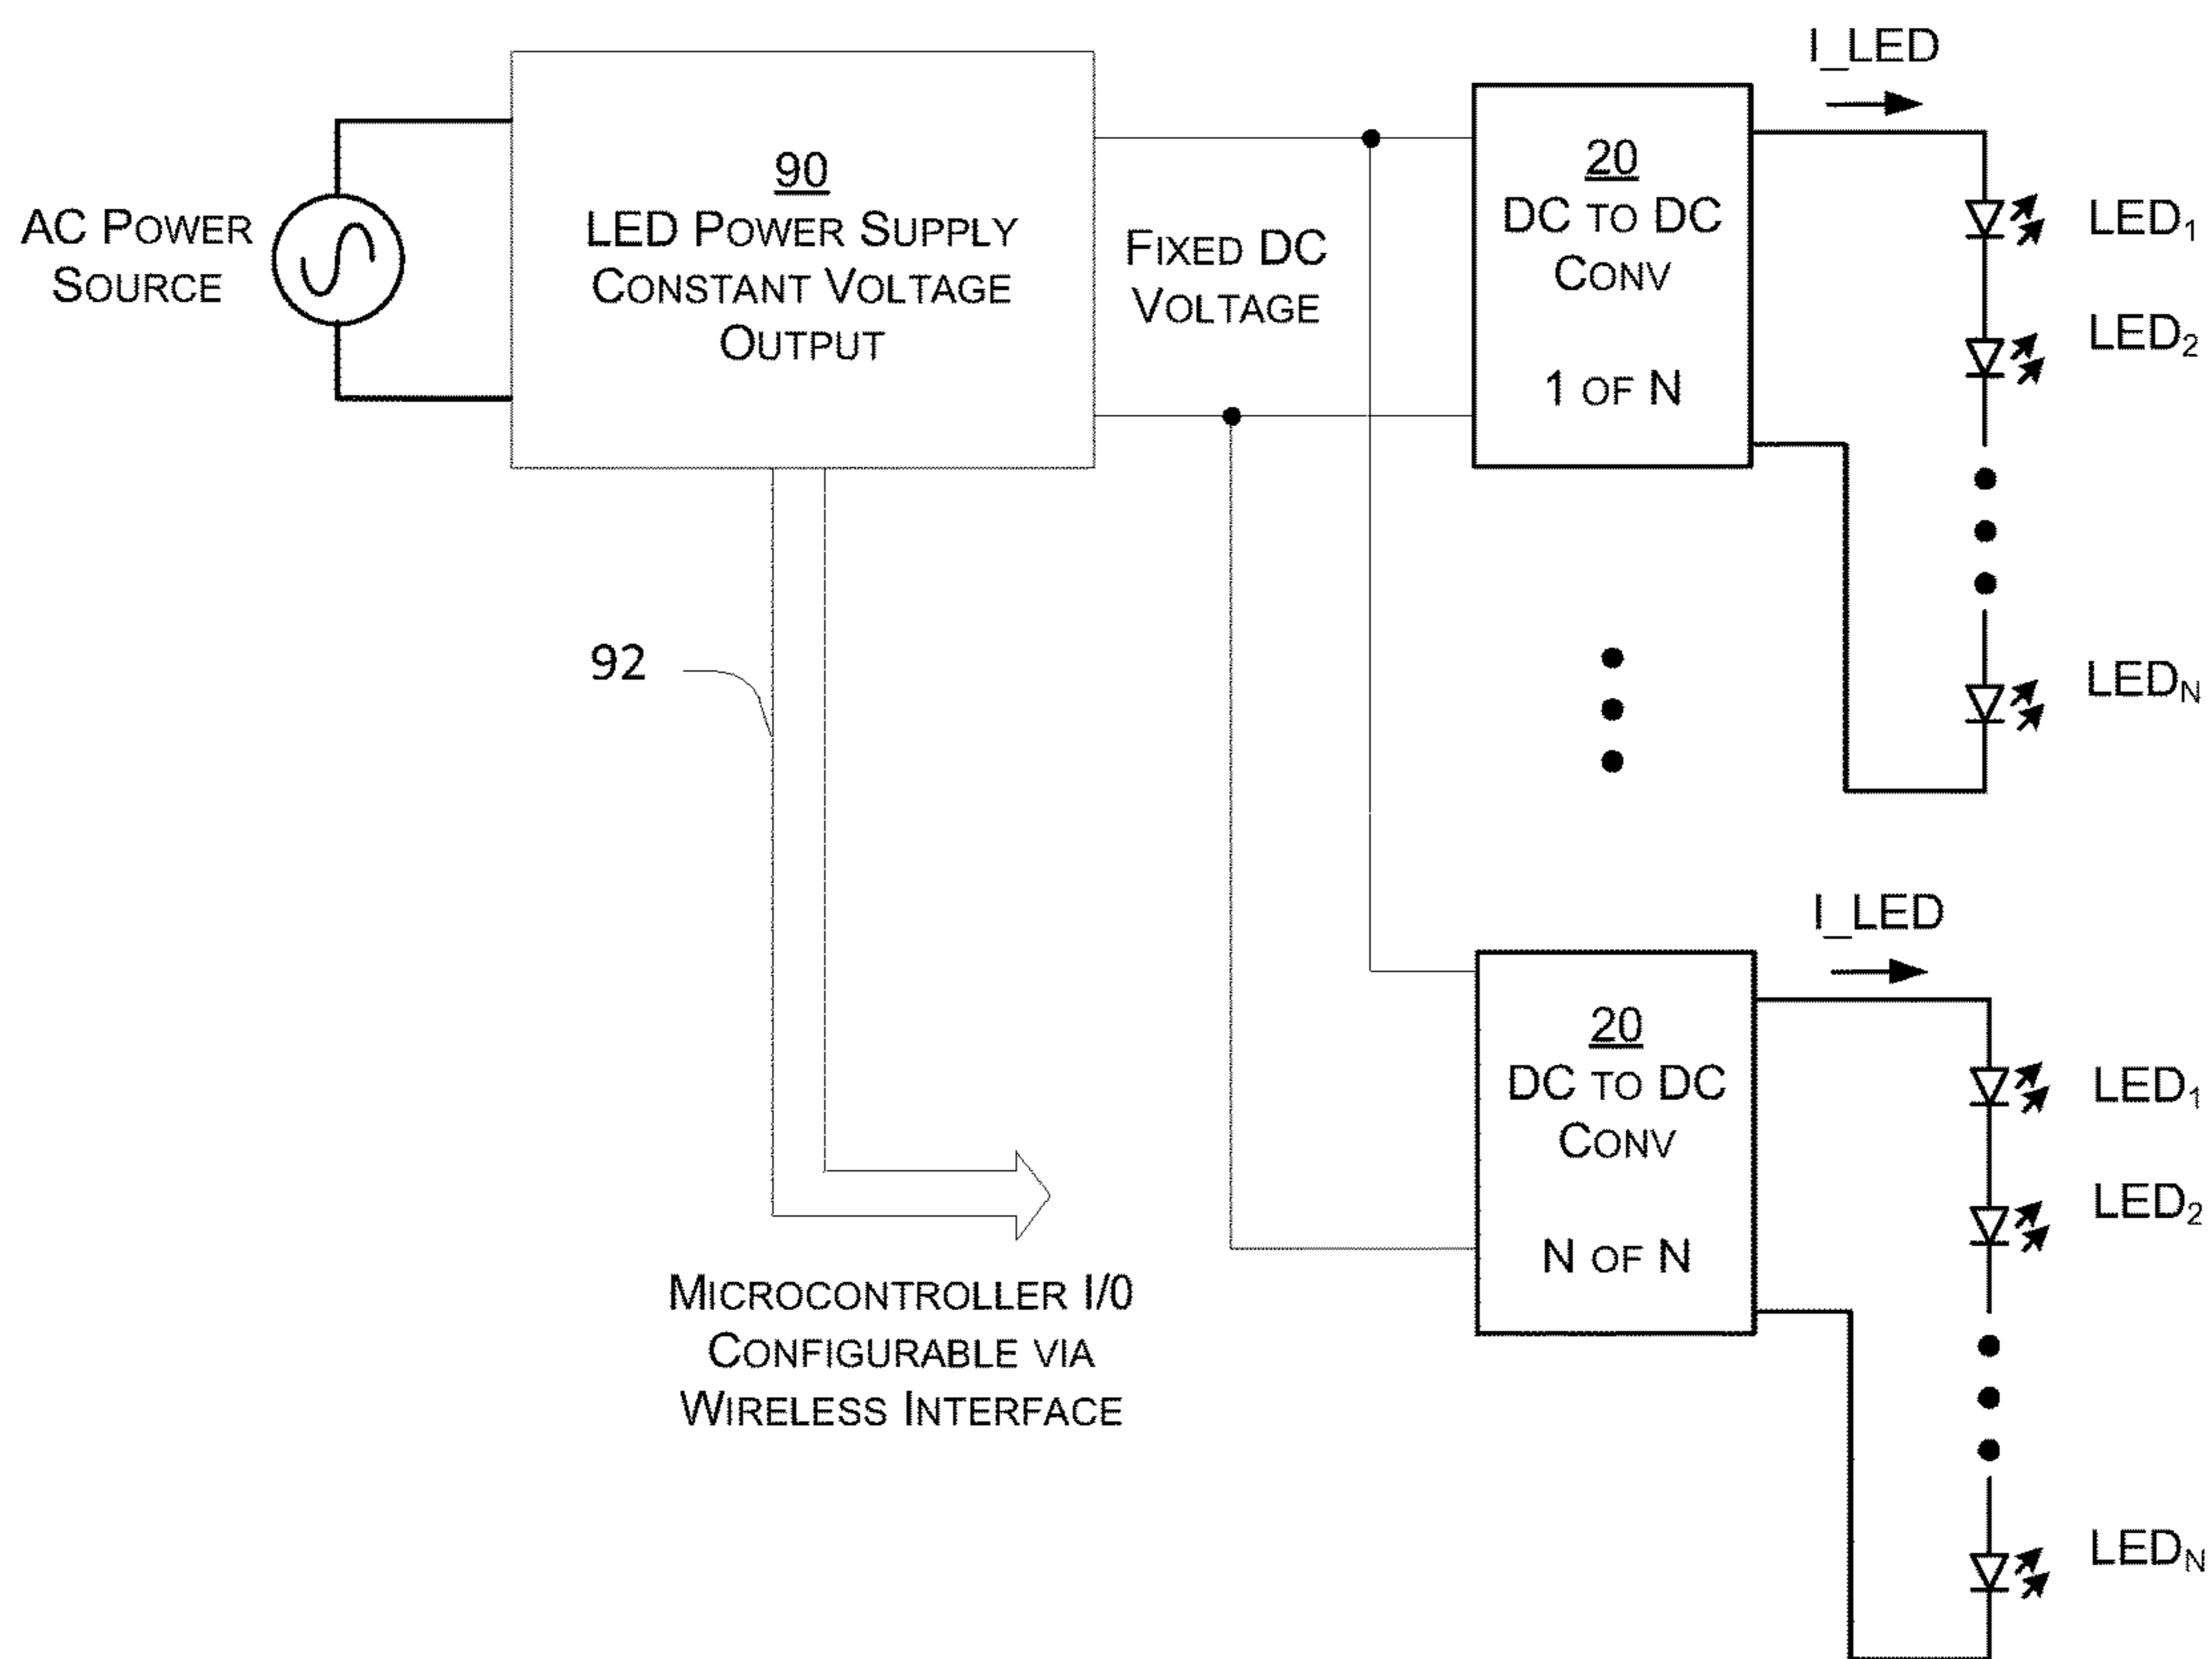 AC POWER
SOURCE
90
LED POWER SUPPLY
CONSTANT VOLTAGE
OUTPUT
FIXED DC
VOLTAGE
20
DC TO DC
CONV
1 OF N
I_LED
LED₁
LED₂
LED_N
92
MICROCONTROLLER I/0
CONFIGURABLE VIA
WIRELESS INTERFACE
20
DC TO DC
CONV
N OF N
I_LED
LED₁
LED₂
LED_N